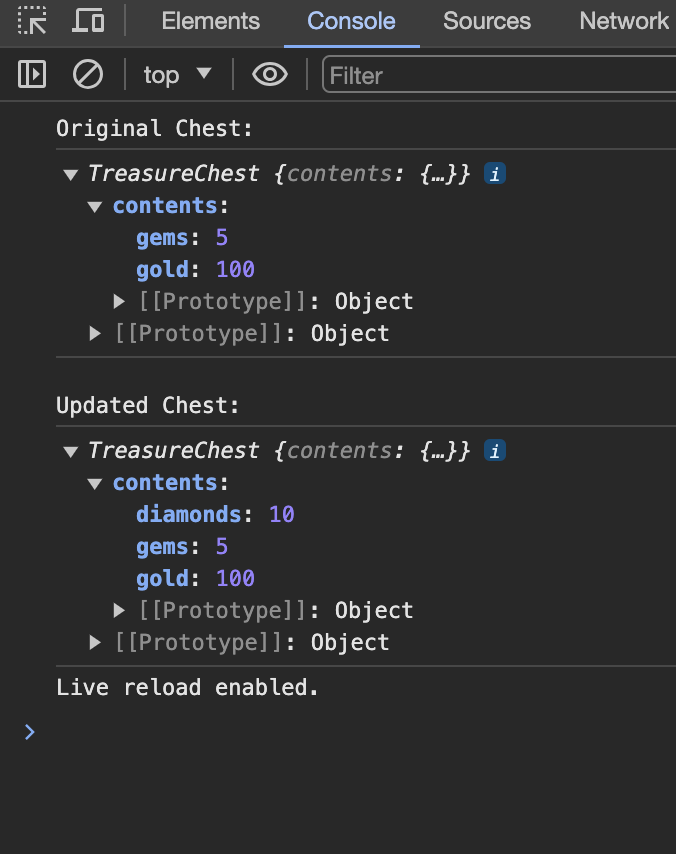 Elements Console Sources Network
top Filter
Original Chest:
TreasureChest {contents: {…}} i
contents:
gems: 5
gold: 100
[[Prototype]]: Object
[[Prototype]]: Object
Updated Chest:
TreasureChest {contents: {…}} i
contents:
diamonds: 10
gems: 5
gold: 100
[[Prototype]]: Object
[[Prototype]]: Object
Live reload enabled.